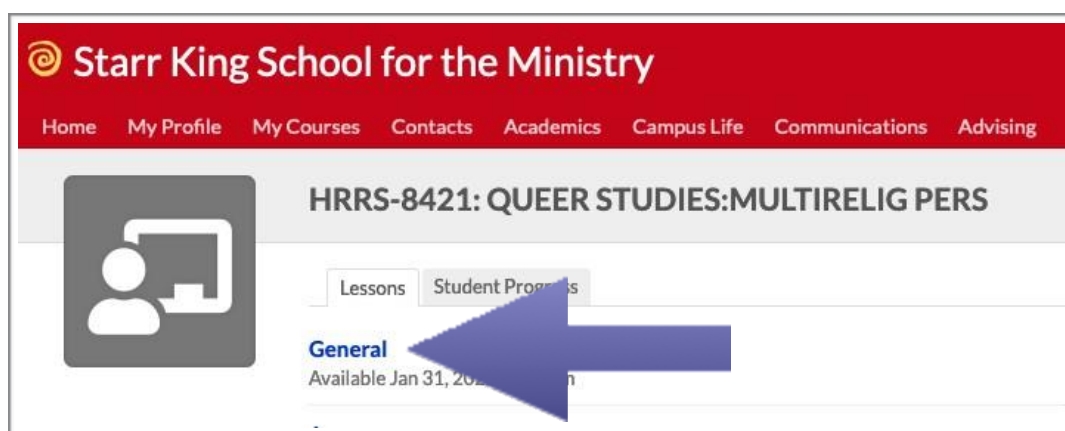 Starr King School for the Ministry
Home My Profile My Courses Contacts Academics Campus Life Communications Advising
HRRS-8421: QUEER STUDIES:MULTIRELIG PERS
Lessons Student Progress
General
Available Jan 31,